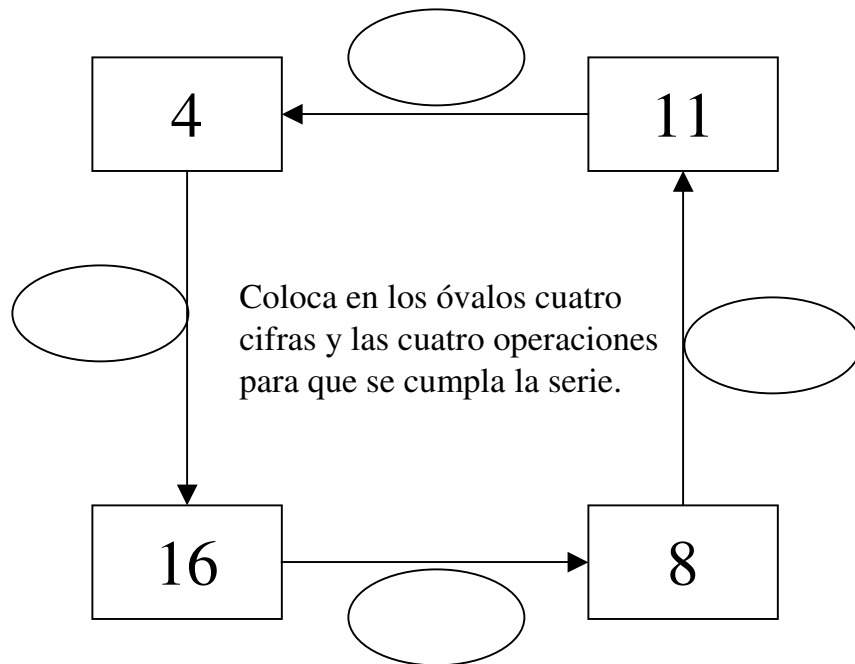 4
11
Coloca en los óvalos cuatro
cifras y las cuatro operaciones
para que se cumpla la serie.
16
8